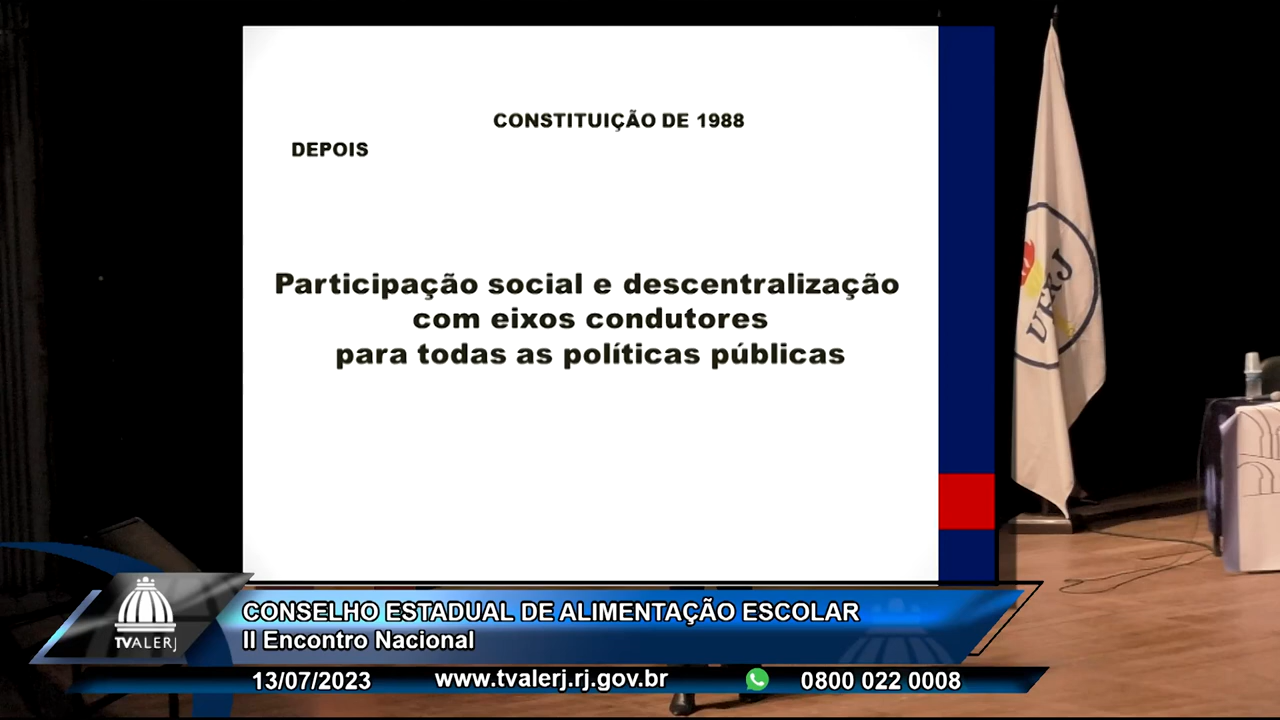 CONSTITUIÇÃO DE 1988
DEPOIS
Participação social e descentralização
com eixos condutores
para todas as políticas públicas
UFRJ
CONSELHO ESTADUAL DE ALIMENTAÇÃO ESCOLAR
II Encontro Nacional
TVALERJ
13/07/2023 www.tvalerj.rj.gov.br 0800 022 0008